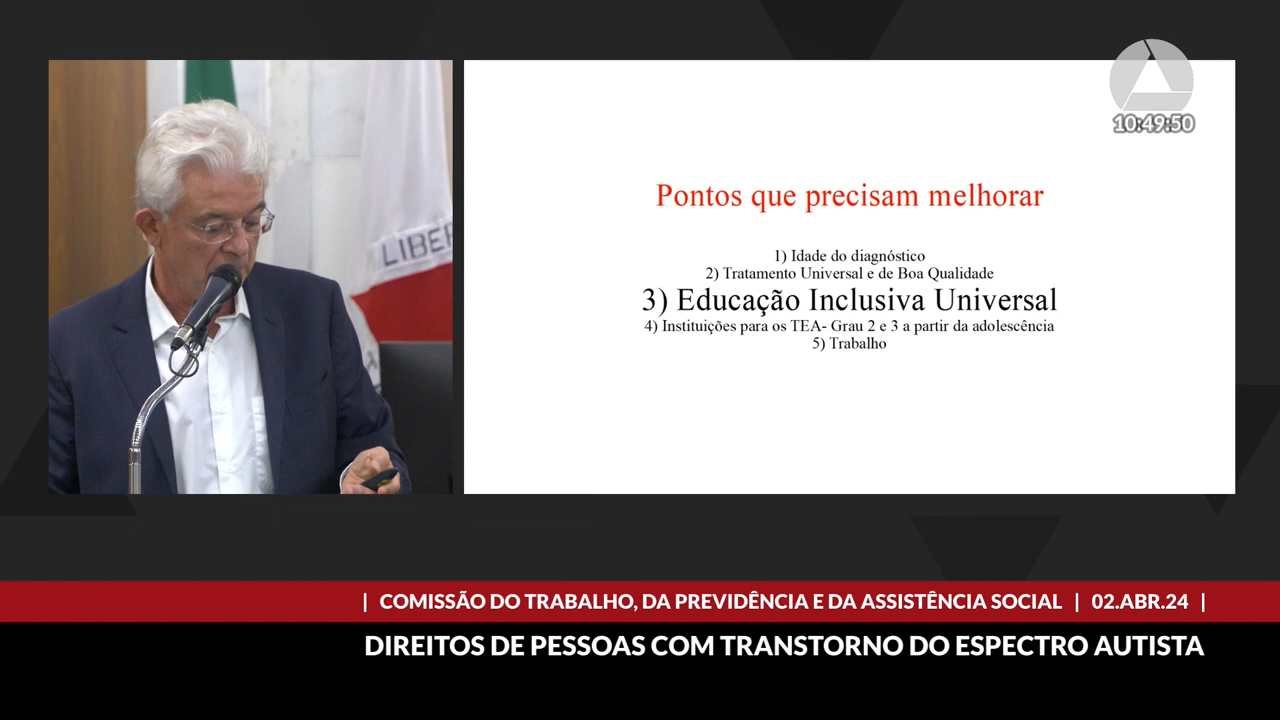 10:49:50
LIBER
Pontos que precisam melhorar
1) Idade do diagnóstico
2) Tratamento Universal e de Boa Qualidade
3) Educação Inclusiva Universal
4) Instituições para os TEA- Grau 2 e 3 a partir da adolescência
5) Trabalho
| COMISSÃO DO TRABALHO, DA PREVIDÊNCIA E DA ASSISTÊNCIA SOCIAL | 02.ABR.24 |
DIREITOS DE PESSOAS COM TRANSTORNO DO ESPECTRO AUTISTA